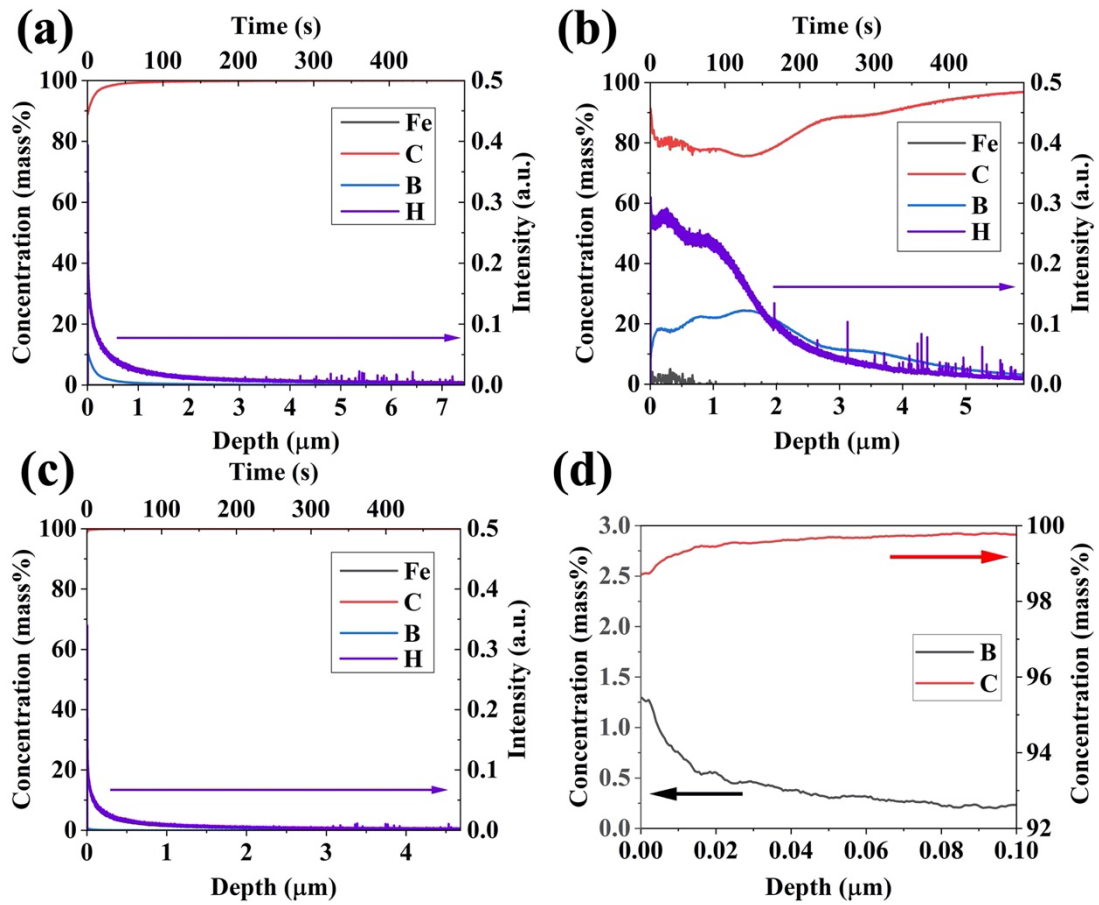 (a)
Time (s)
0 100 200 300 400
Concentration (mass%)
100
80
60
40
20
0
Fe
C
B
H
0.5
0.4
0.3
0.2
0.1
0.0
Intensity (a.u.)
0 1 2 3 4 5 6 7
Depth (μm)
(b)
Time (s)
0 100 200 300 400
Concentration (mass%)
100
80
60
40
20
0
Fe
C
B
H
0.5
0.4
0.3
0.2
0.1
0.0
Intensity (a.u.)
0 1 2 3 4 5
Depth (μm)
(c)
Time (s)
0 100 200 300 400
Concentration (mass%)
100
80
60
40
20
0
Fe
C
B
H
0.5
0.4
0.3
0.2
0.1
0.0
Intensity (a.u.)
0 1 2 3 4
Depth (μm)
(d)
Concentration (mass%)
3.0
2.5
2.0
1.5
1.0
0.5
0.0
B
C
100
98
96
94
92
Concentration (mass%)
0.00 0.02 0.04 0.06 0.08 0.10
Depth (μm)